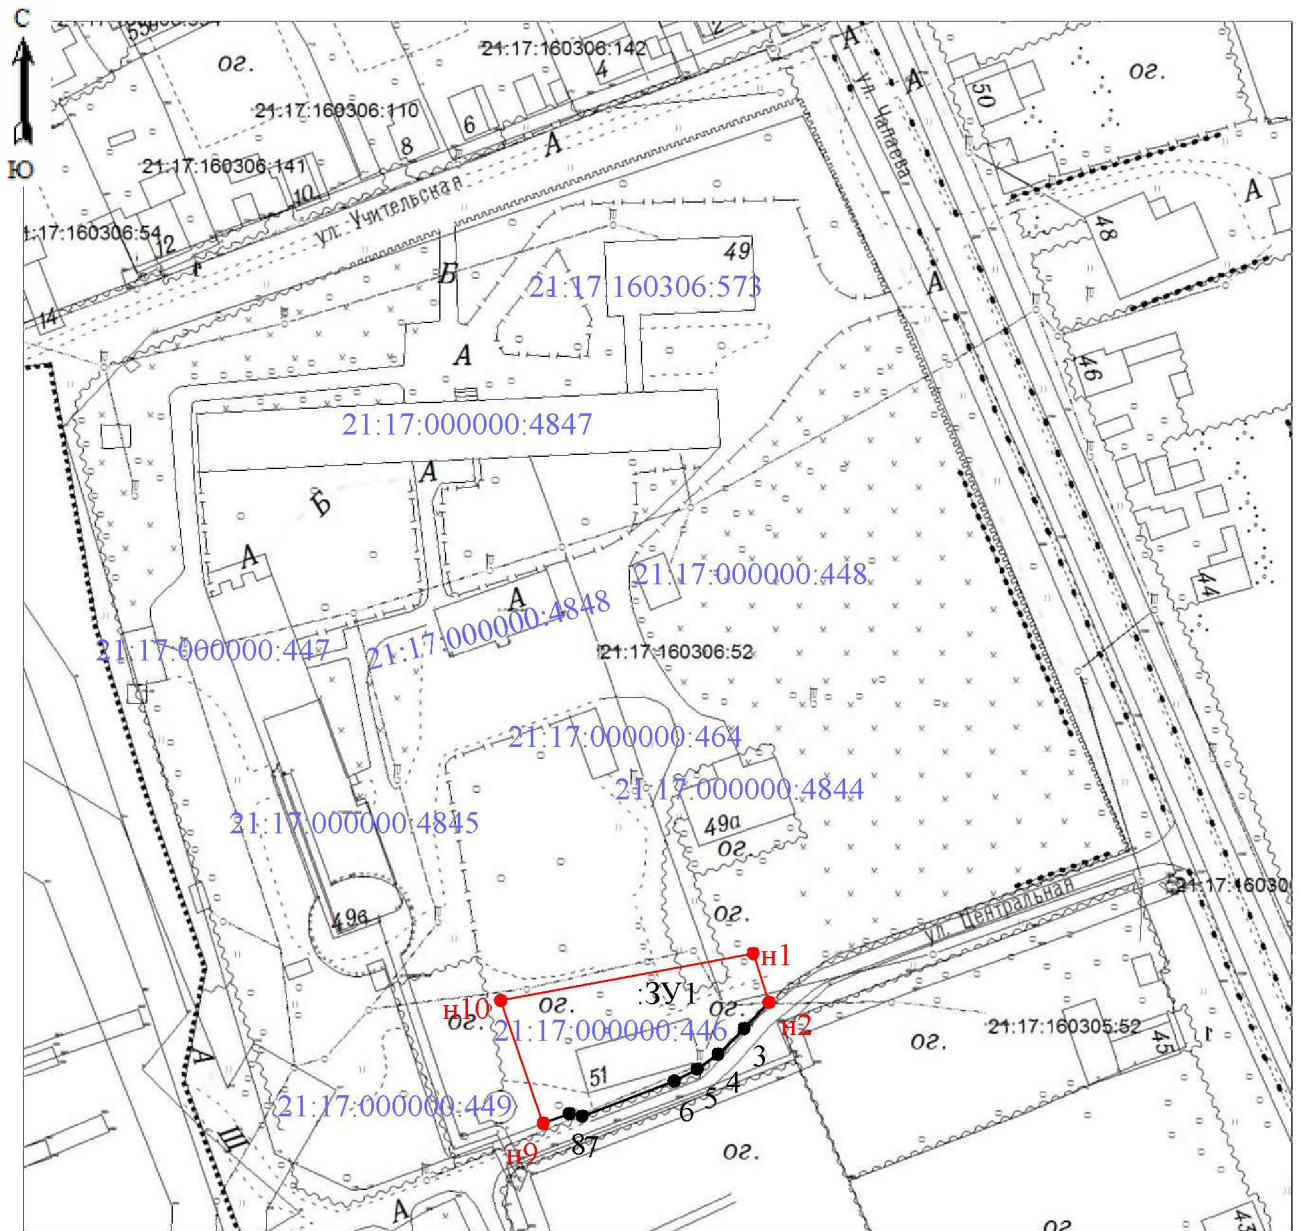 С
Ю
ог.
21:17:160306:142
2
4
ул. Чапаева
А
А
50
ог.
21:17:160306:110
6
8
А
21:17:160306:141
10
ул. Учительская
12
14
49
Б
21:17:160306:573
А
48
А
А
46
21:17:000000:4847
А
Б
А
44
21:17:000000:448
А
21:17:000000:4848
21:17:000000:447
21:17:160306:52
21:17:000000:464
21:17:000000:4844
49а
ог.
21:17:000000:4845
49в
ог.
ул. Центральная
н1
:ЗУ1
н10
ог.
ог.
ог.
н2
21:17:000000:446
21:17:160305:52
ог.
45
3
4
5
6
51
А
21:17:000000:449
Ш
н9
8
7
ог.
А
43
ог.